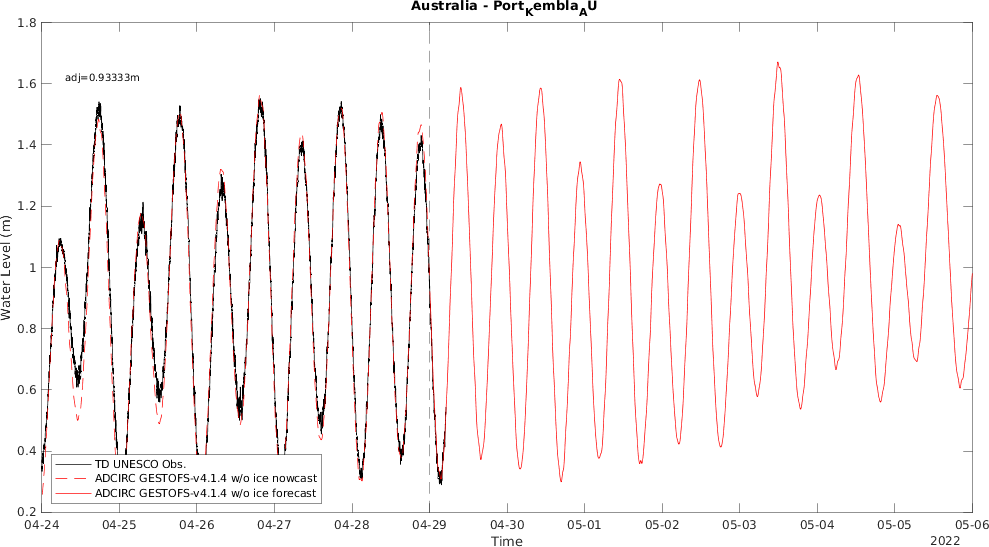 Australia - PortKemblaAU
1.8
1.6
1.4
1.2
1
0.8
0.6
0.4
0.2
Water Level (m)
adj=0.93333m
TD UNESCO Obs.
ADCIRC GESTOFS-v4.1.4 w/o ice nowcast
ADCIRC GESTOFS-v4.1.4 w/o ice forecast
04-24 04-25 04-26 04-27 04-28 04-29 04-30 05-01 05-02 05-03 05-04 05-05 05-06
Time
2022